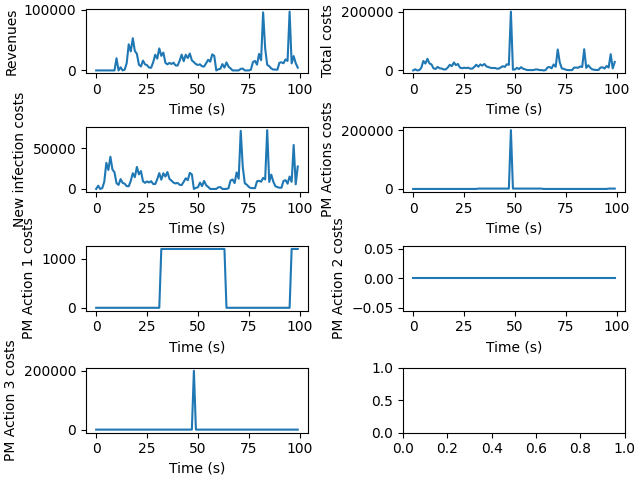 Revenues
100000
0
0 25 50 75 100
Time (s)
Total costs
200000
0
0 25 50 75 100
Time (s)
New infection costs
50000
0
0 25 50 75 100
Time (s)
PM Actions costs
200000
0
0 25 50 75 100
Time (s)
PM Action 1 costs
1000
0
0 25 50 75 100
Time (s)
PM Action 2 costs
0.05
0.00
−0.05
0 25 50 75 100
Time (s)
PM Action 3 costs
200000
0
0 25 50 75 100
Time (s)
1.0
0.5
0.0
0.0 0.2 0.4 0.6 0.8 1.0